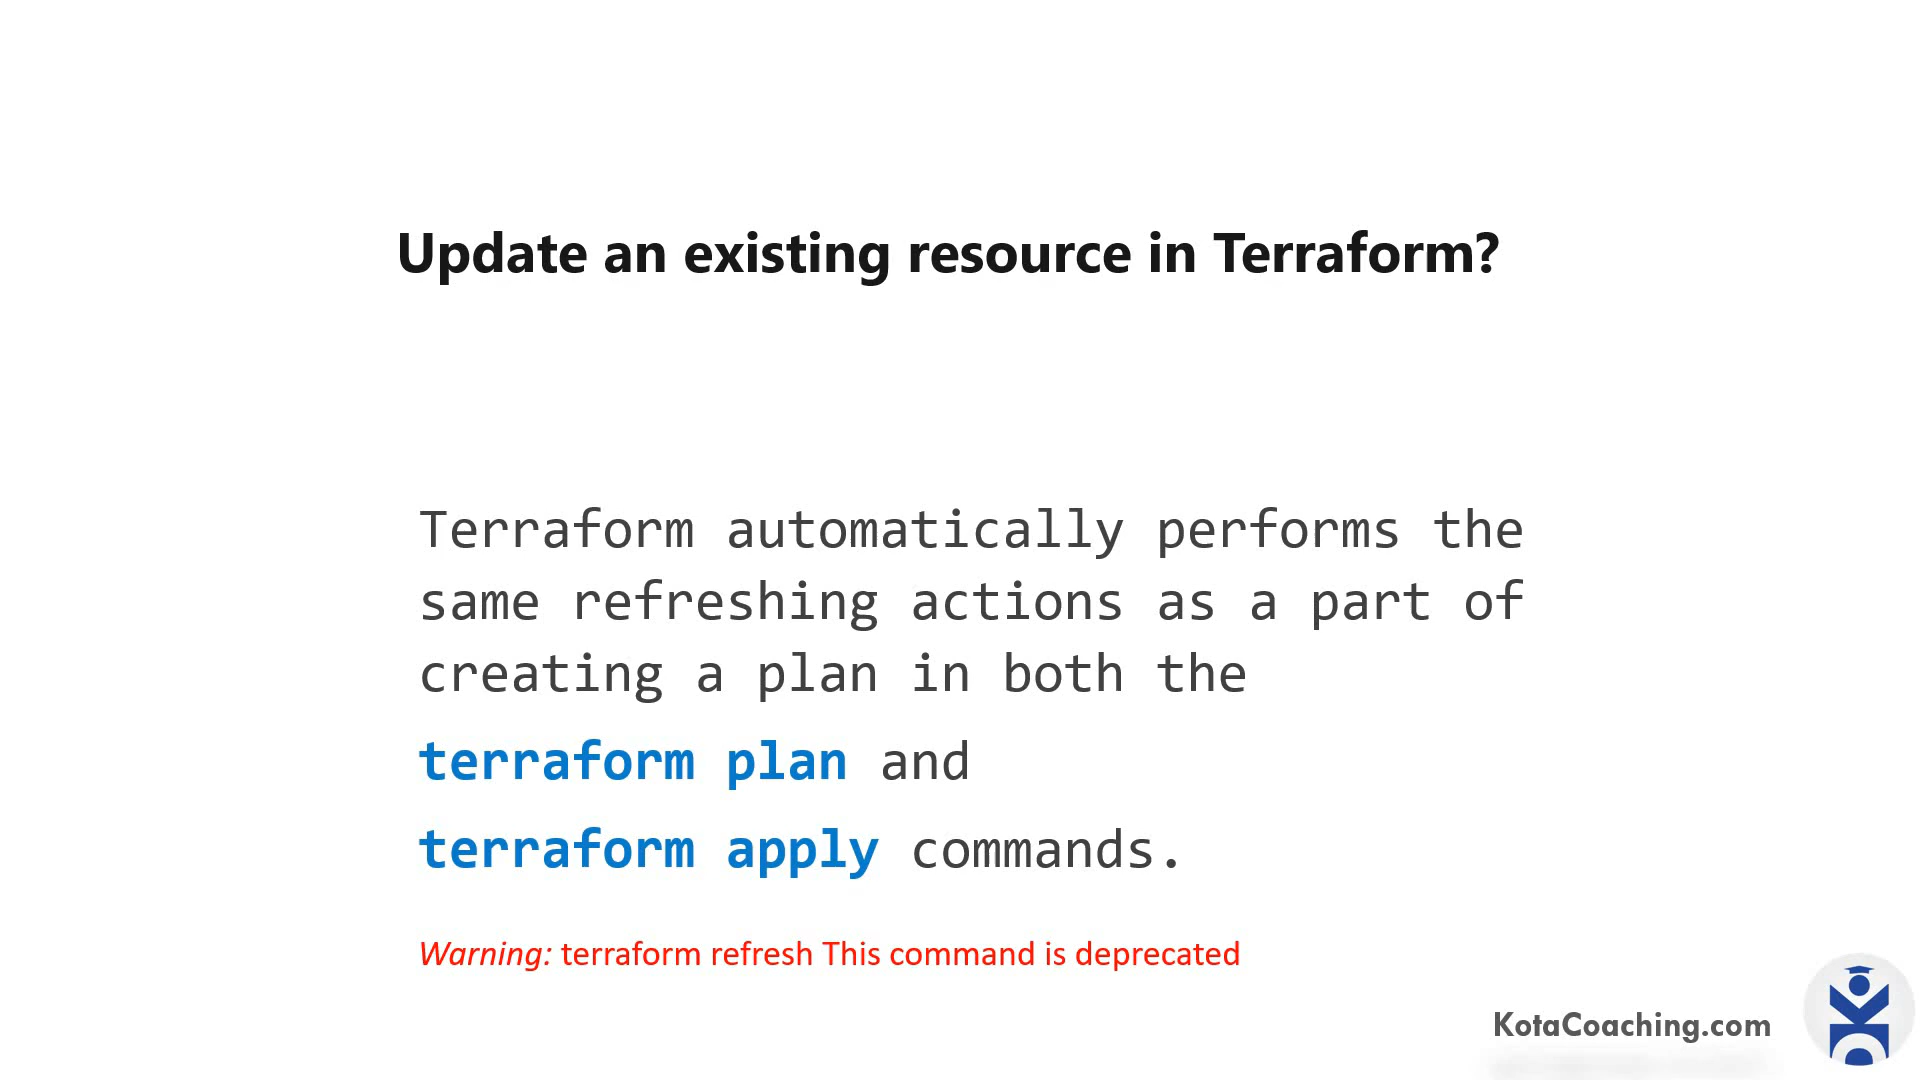 Update an existing resource in Terraform?
Terraform automatically performs the
same refreshing actions as a part of
creating a plan in both the
terraform plan and
terraform apply commands.
Warning: terraform refresh This command is deprecated
KotaCoaching.com